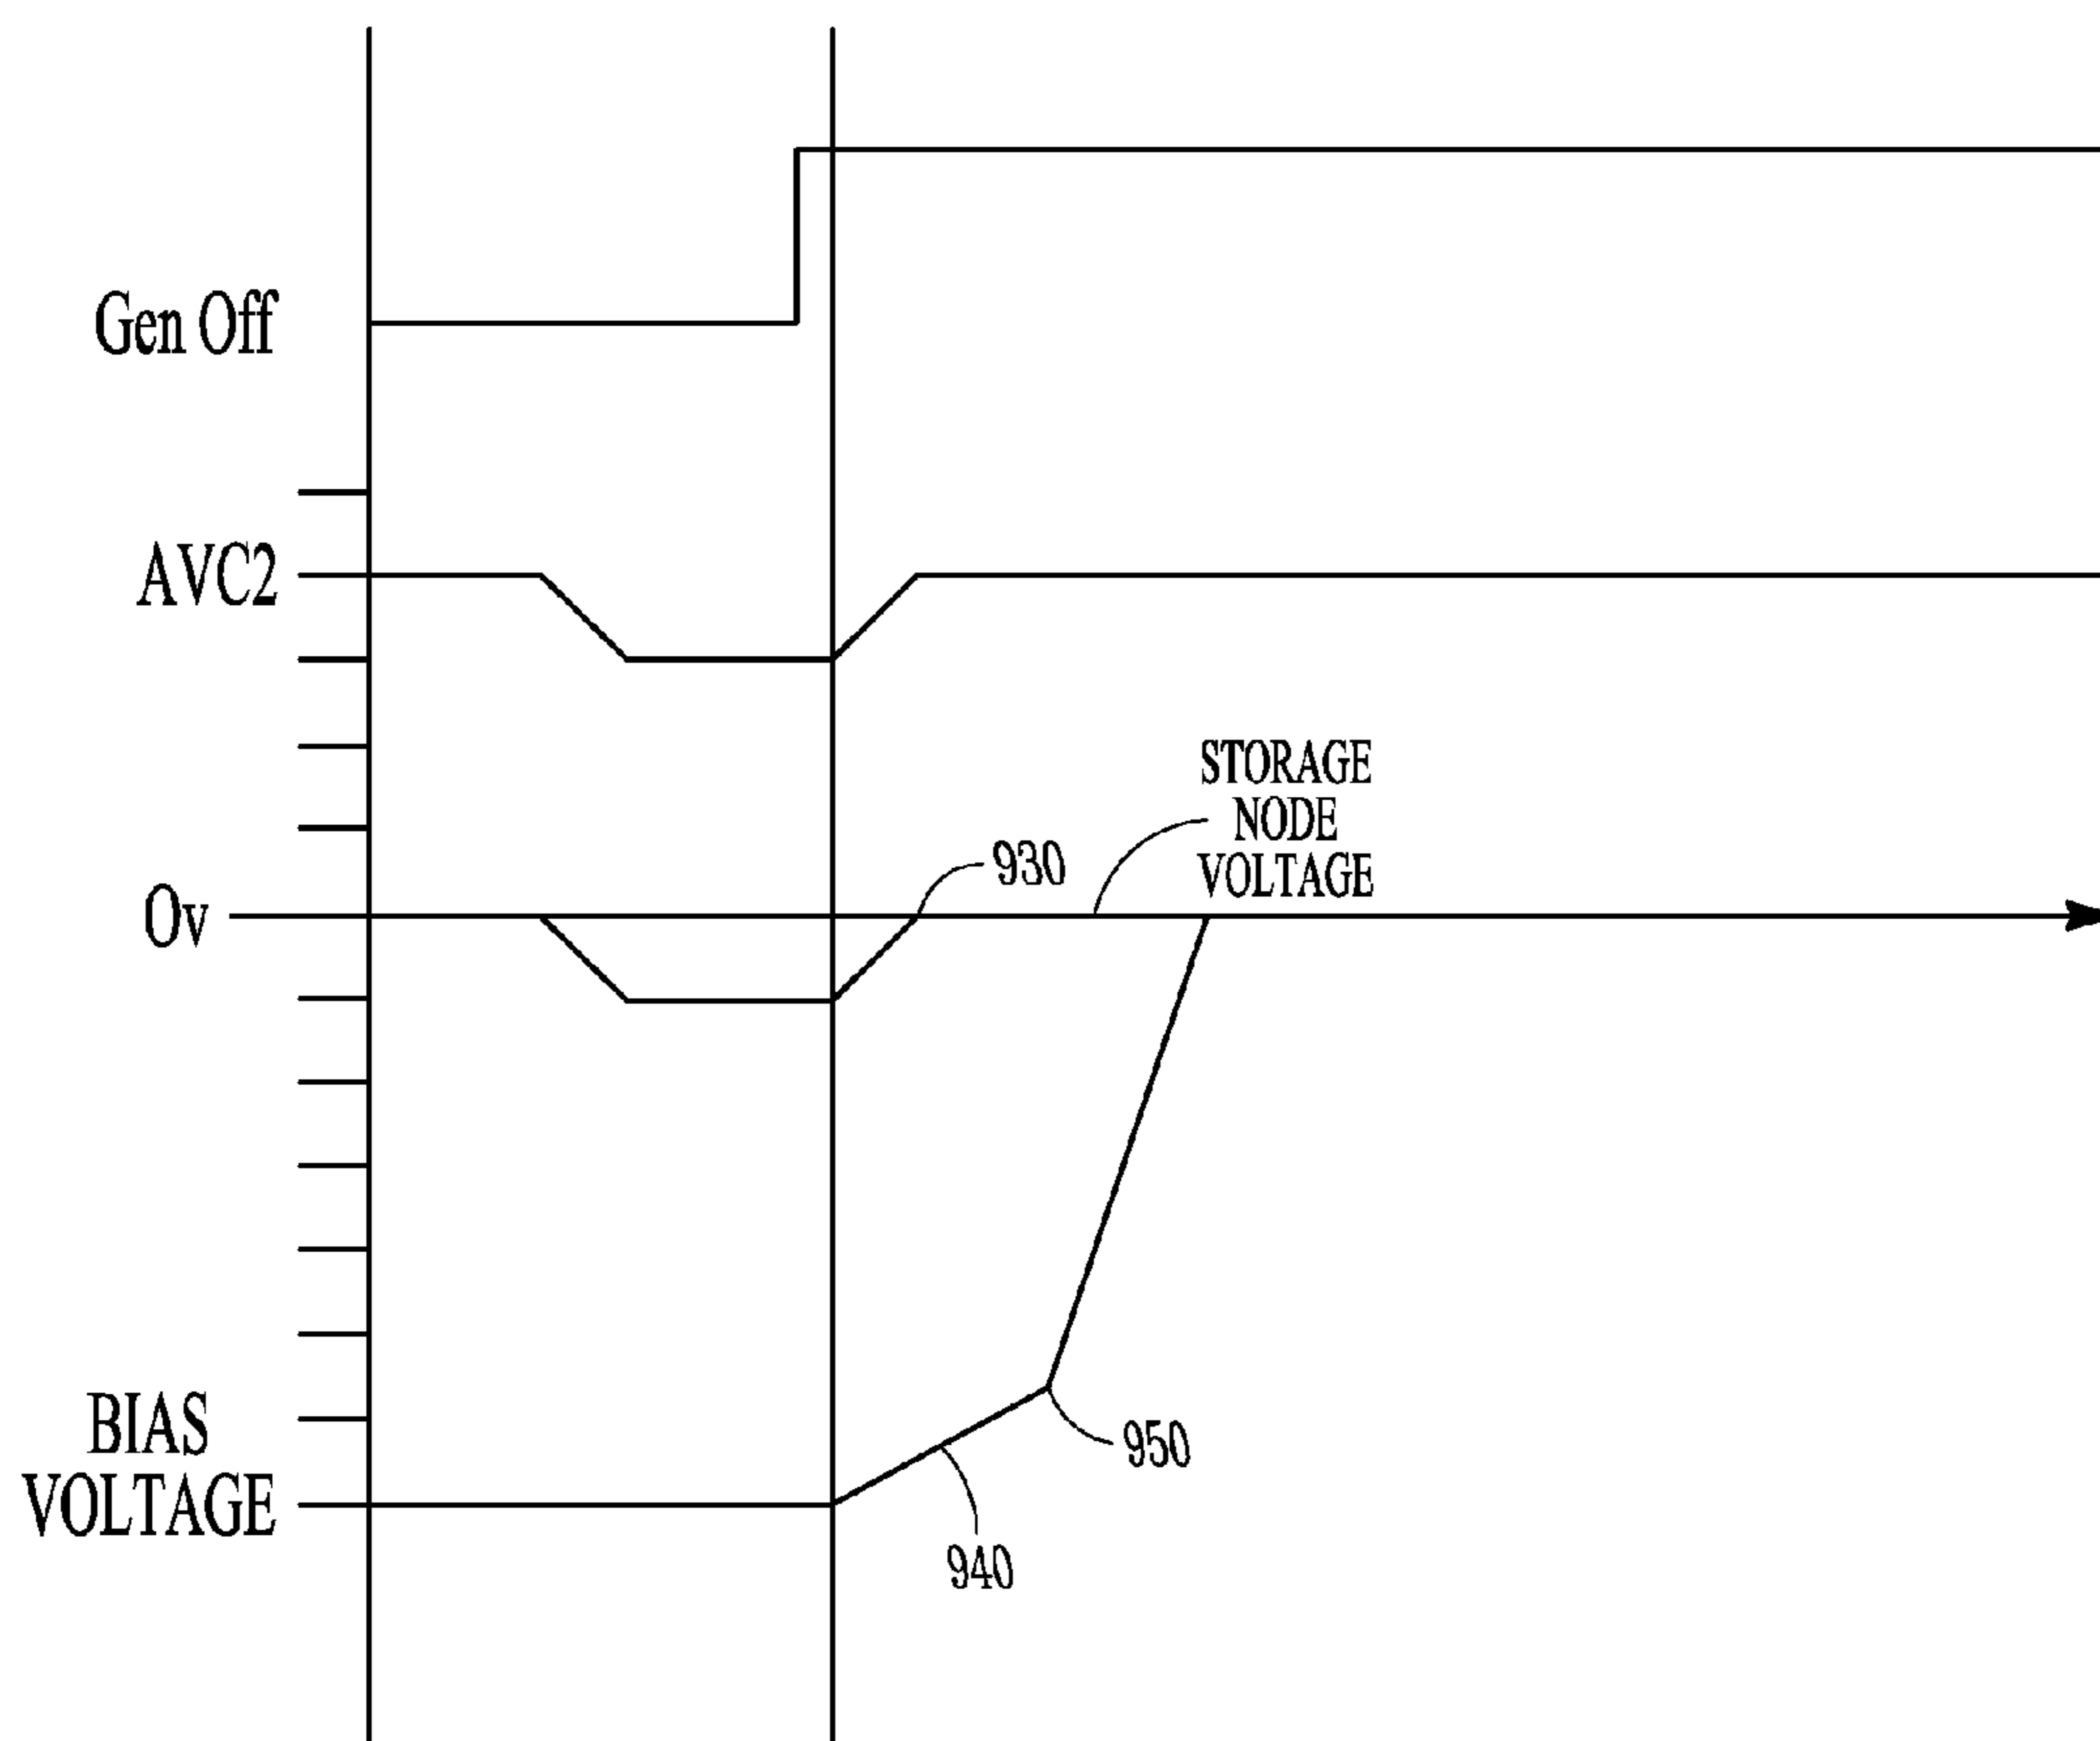 Gen Off
AVC2
STORAGE
NODE
VOLTAGE
930
0v
BIAS
VOLTAGE
950
940